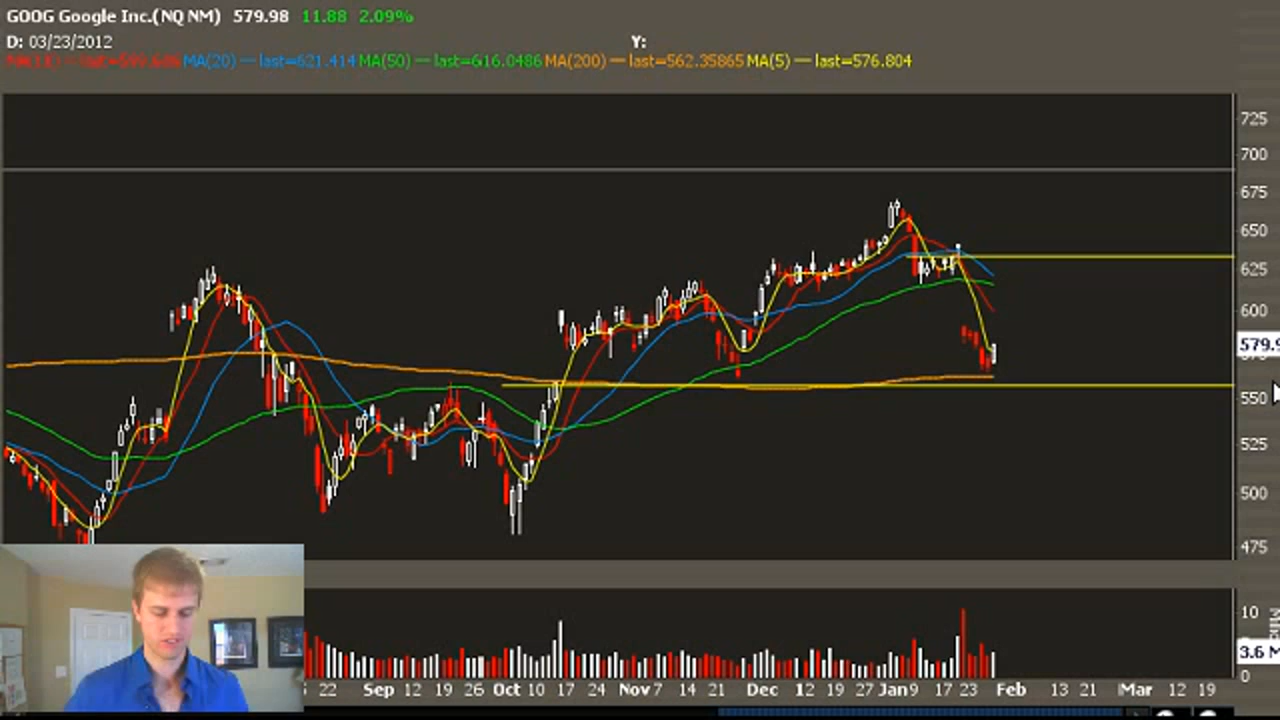 GOOG Google Inc.(NQ NM) 579.98 11.88 2.09%
D: 03/23/2012 Y:
MA(20) — last=621.414 MA(50) — last=616.0486 MA(200) — last=562.35865 MA(5) — last=576.804
725
700
675
650
625
600
579.9
550
525
500
475
10
3.6 M
0
22 Sep 12 19 26 Oct 10 17 24 Nov 7 14 21 Dec 12 19 27 Jan 9 17 23 Feb 13 21 Mar 12 19